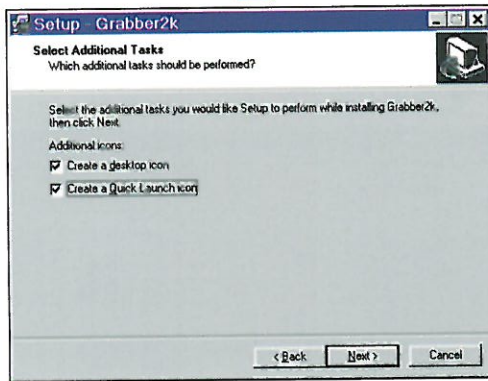 Setup - Grabber2k
Select Additional Tasks
Which additional tasks should be performed?
Select the additional tasks you would like Setup to perform while installing Grabber2k,
then click Next.
Additional icons:
Create a desktop icon
Create a Quick Launch icon
< Back
Next >
Cancel